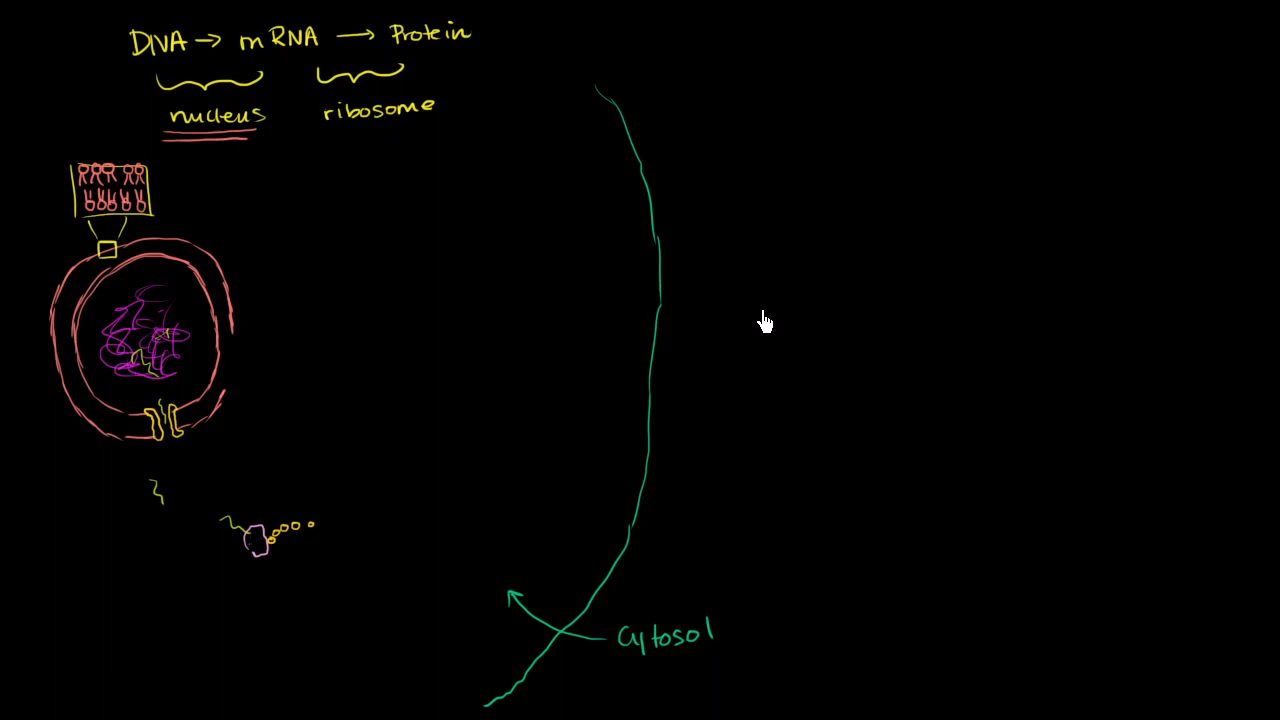 DNA → mRNA → Protein
nucleus ribosome
Cytosol